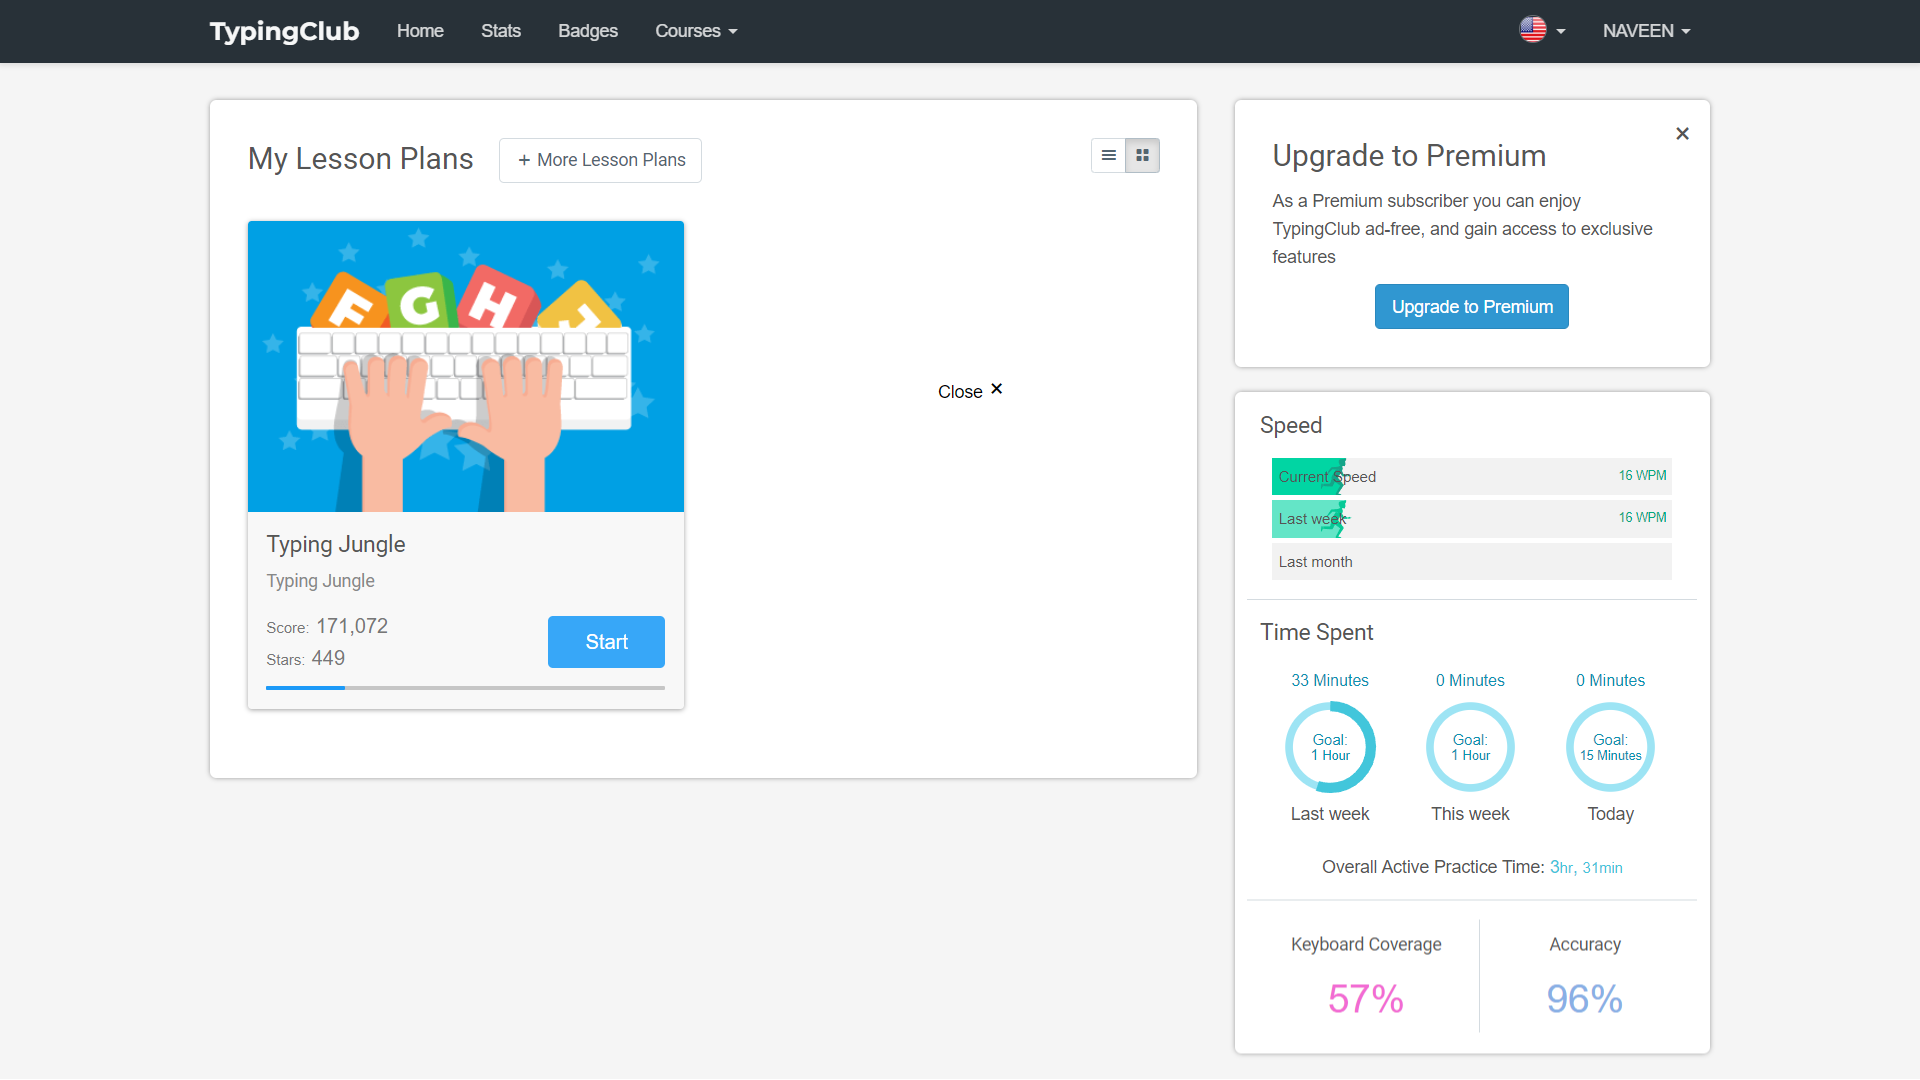 TypingClub Home Stats Badges Courses NAVEEN
My Lesson Plans + More Lesson Plans
F G H J
Typing Jungle
Typing Jungle
Score: 171,072
Stars: 449
Start
Close ×
×
Upgrade to Premium
As a Premium subscriber you can enjoy
TypingClub ad-free, and gain access to exclusive
features
Upgrade to Premium
Speed
Current Speed 16 WPM
Last week 16 WPM
Last month
Time Spent
33 Minutes 0 Minutes 0 Minutes
Goal: Goal: Goal:
1 Hour 1 Hour 15 Minutes
Last week This week Today
Overall Active Practice Time: 3hr, 31min
Keyboard Coverage Accuracy
57% 96%